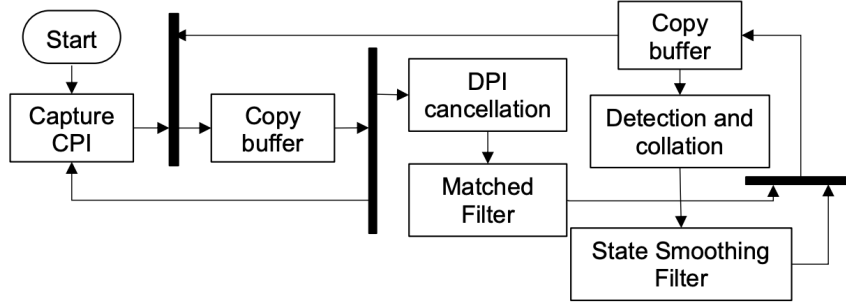 Start
Capture
CPI
Copy
buffer
DPI
cancellation
Matched
Filter
Copy
buffer
Detection and
collation
State Smoothing
Filter